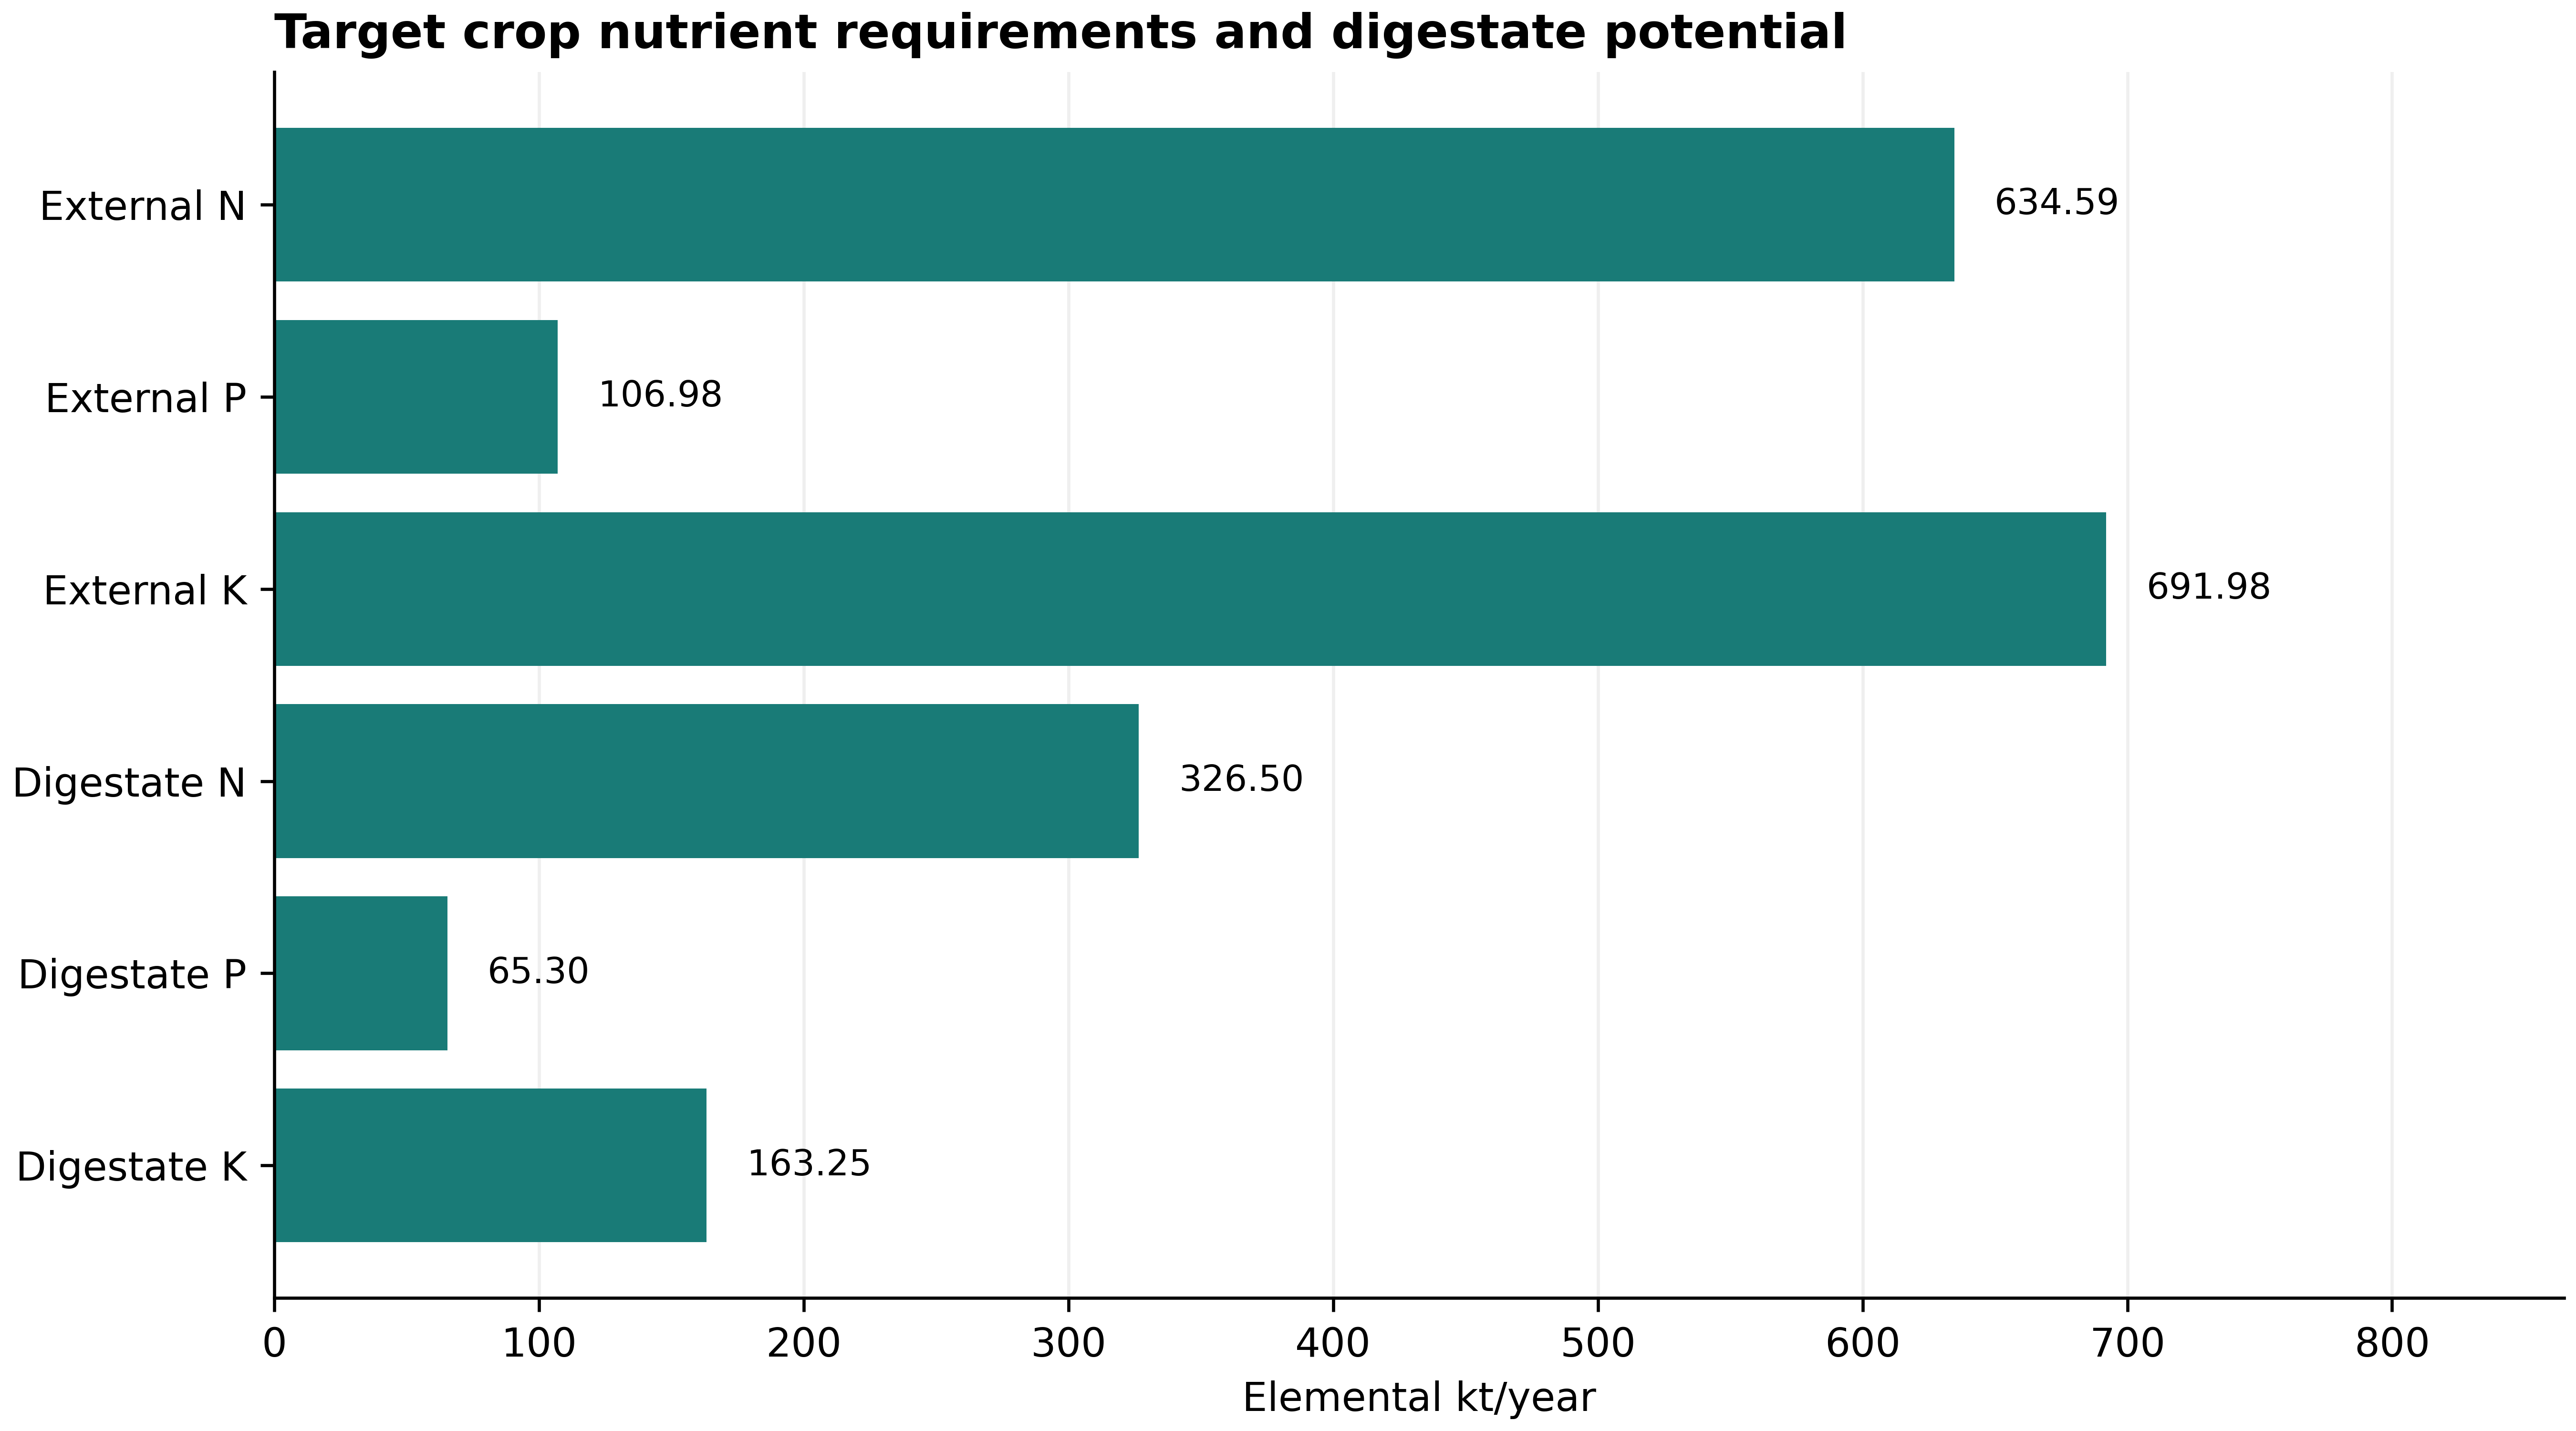 Target crop nutrient requirements and digestate potential
External N
634.59
External P
106.98
External K
691.98
Digestate N
326.50
Digestate P
65.30
Digestate K
163.25
0 100 200 300 400 500 600 700 800
Elemental kt/year